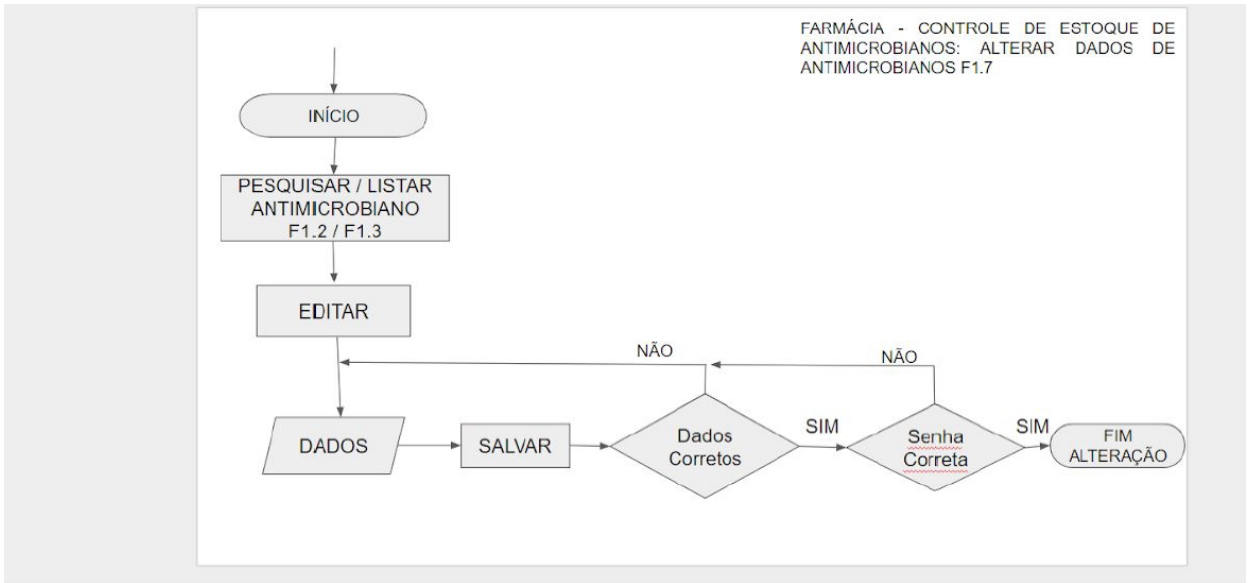 FARMÁCIA - CONTROLE DE ESTOQUE DE
ANTIMICROBIANOS: ALTERAR DADOS DE
ANTIMICROBIANOS F1.7
INÍCIO
PESQUISAR / LISTAR
ANTIMICROBIANO
F1.2 / F1.3
EDITAR
NÃO
NÃO
DADOS
SALVAR
Dados
Corretos
SIM
Senha
Correta
SIM
FIM
ALTERAÇÃO